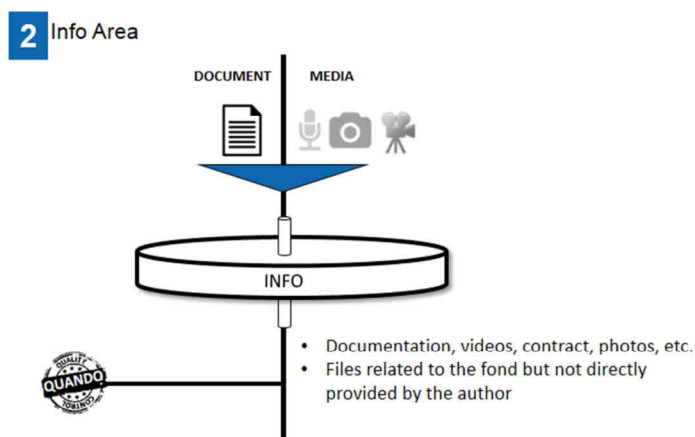 2 Info Area
DOCUMENT MEDIA
INFO
• Documentation, videos, contract, photos, etc.
• Files related to the fond but not directly
provided by the author
QUALITY
QUANDO
CONTROL